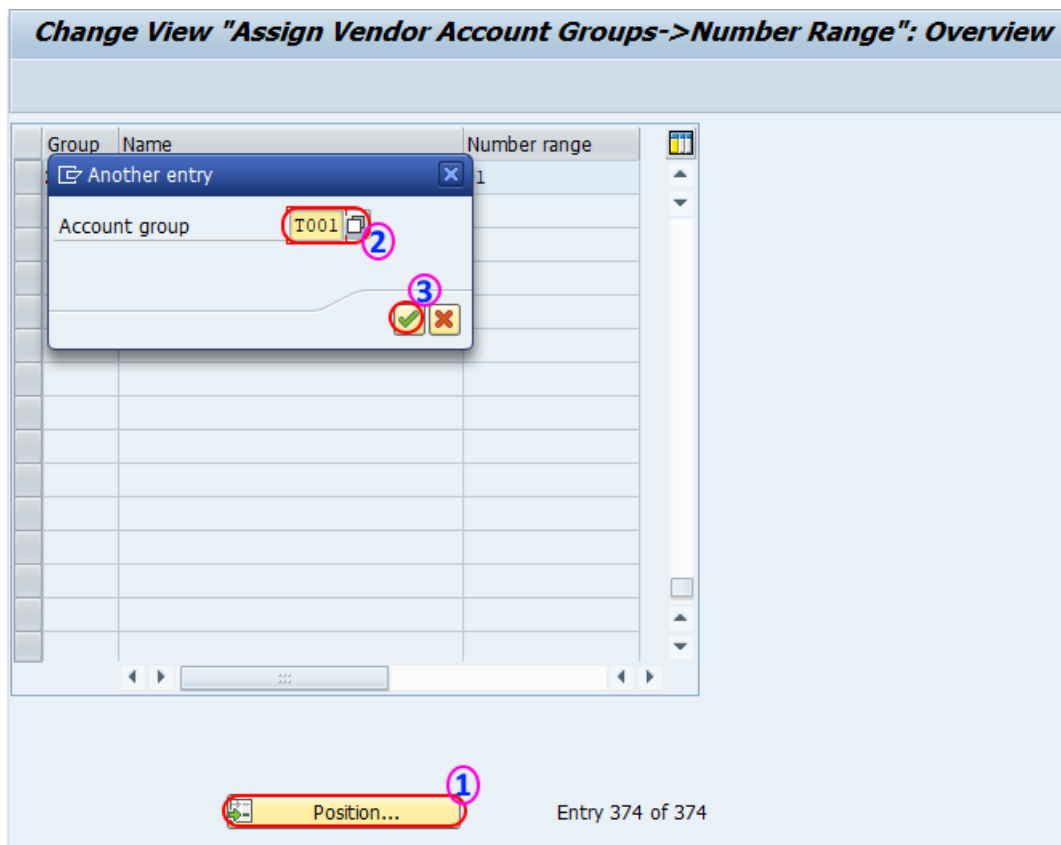 Change View "Assign Vendor Account Groups->Number Range": Overview
Group Name Number range
Another entry
1
Account group T001
2
3
1
Position... Entry 374 of 374